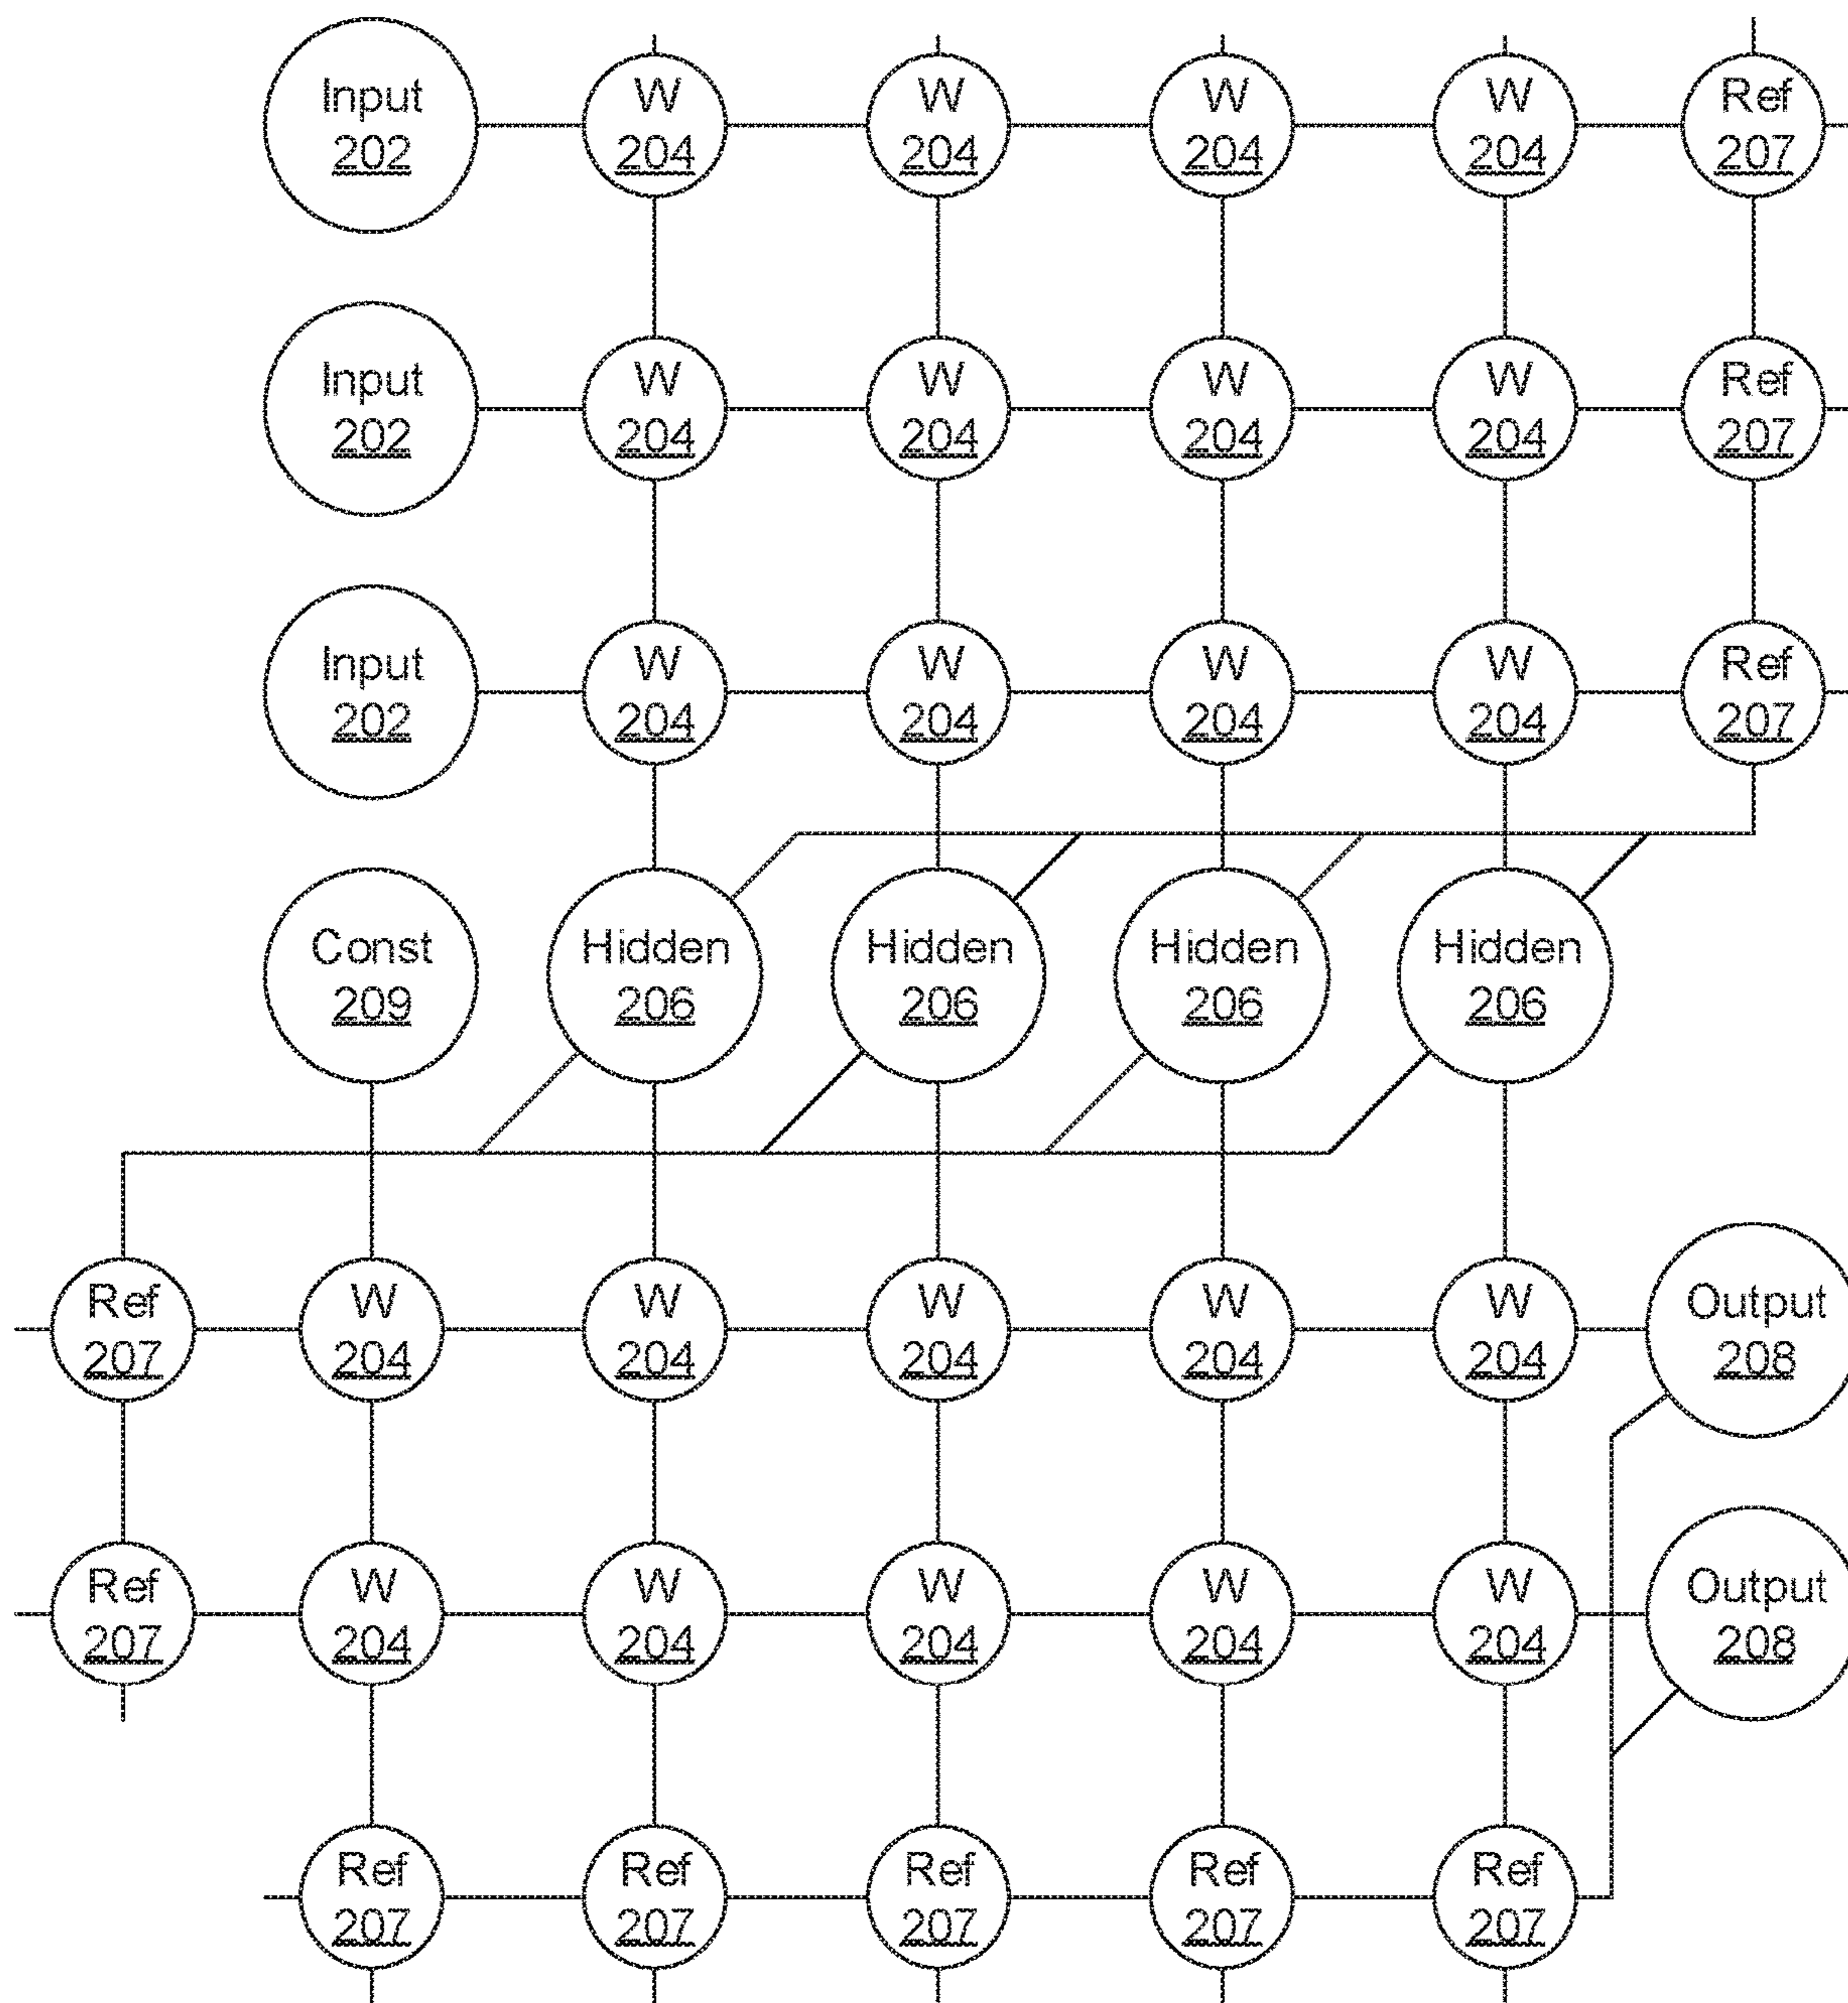 Input W W W W Ref
202 204 204 204 204 207
Input W W W W Ref
202 204 204 204 204 207
Input W W W W Ref
202 204 204 204 204 207
Const Hidden Hidden Hidden Hidden
209 206 206 206 206
Ref W W W W W Output
207 204 204 204 204 204 208
Ref W W W W W Output
207 204 204 204 204 204 208
Ref Ref Ref Ref Ref
207 207 207 207 207